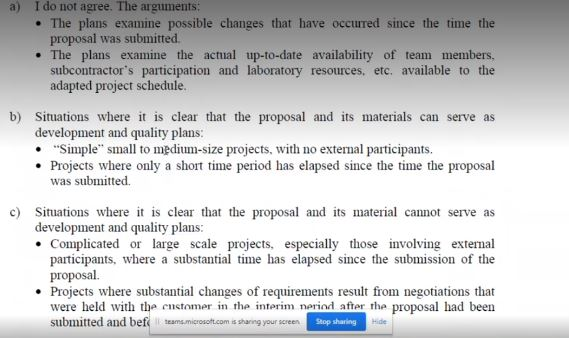 a) I do not agree. The arguments:
• The plans examine possible changes that have occurred since the time the
proposal was submitted.
• The plans examine the actual up-to-date availability of team members,
subcontractor's participation and laboratory resources, etc. available to the
adapted project schedule.
b) Situations where it is clear that the proposal and its materials can serve as
development and quality plans:
• “Simple” small to medium-size projects, with no external participants.
• Projects where only a short time period has elapsed since the time the proposal
was submitted.
c) Situations where it is clear that the proposal and its material cannot serve as
development and quality plans:
• Complicated or large scale projects, especially those involving external
participants, where a substantial time has elapsed since the submission of the
proposal.
• Projects where substantial changes of requirements result from negotiations that
were held with the customer in the interim period after the proposal had been
submitted and bef
teams.microsoft.com is sharing your screen. Stop sharing Hide